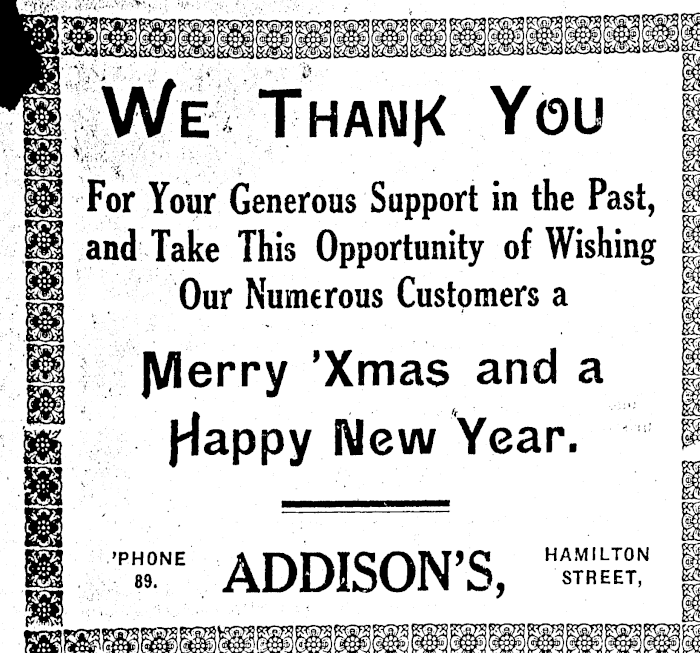 WE THANK YOU
For Your Generous Support in the Past,
and Take This Opportunity of Wishing
Our Numerous Customers a
Merry 'Xmas and a
Happy New Year.
'PHONE
89.
ADDISON'S,
HAMILTON
STREET,